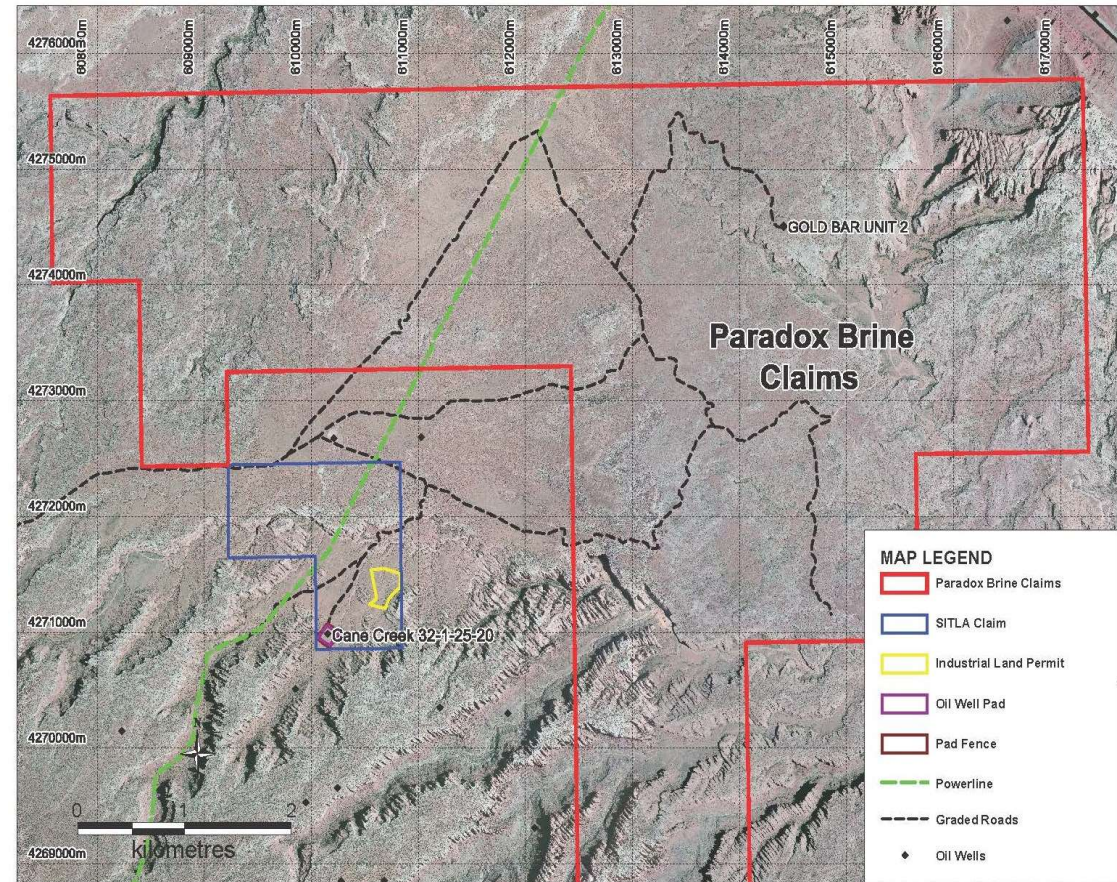 608000m
609000m
610000m
611000m
612000m
613000m
614000m
615000m
616000m
617000m
4276000m
4275000m
4274000m
4273000m
4272000m
4271000m
4270000m
4269000m
GOLD BAR UNIT 2
Paradox Brine
Claims
Cane Creek 32-1-25-20
0 1 2
kilometres
MAP LEGEND
Paradox Brine Claims
SITLA Claim
Industrial Land Permit
Oil Well Pad
Pad Fence
Powerline
Graded Roads
Oil Wells